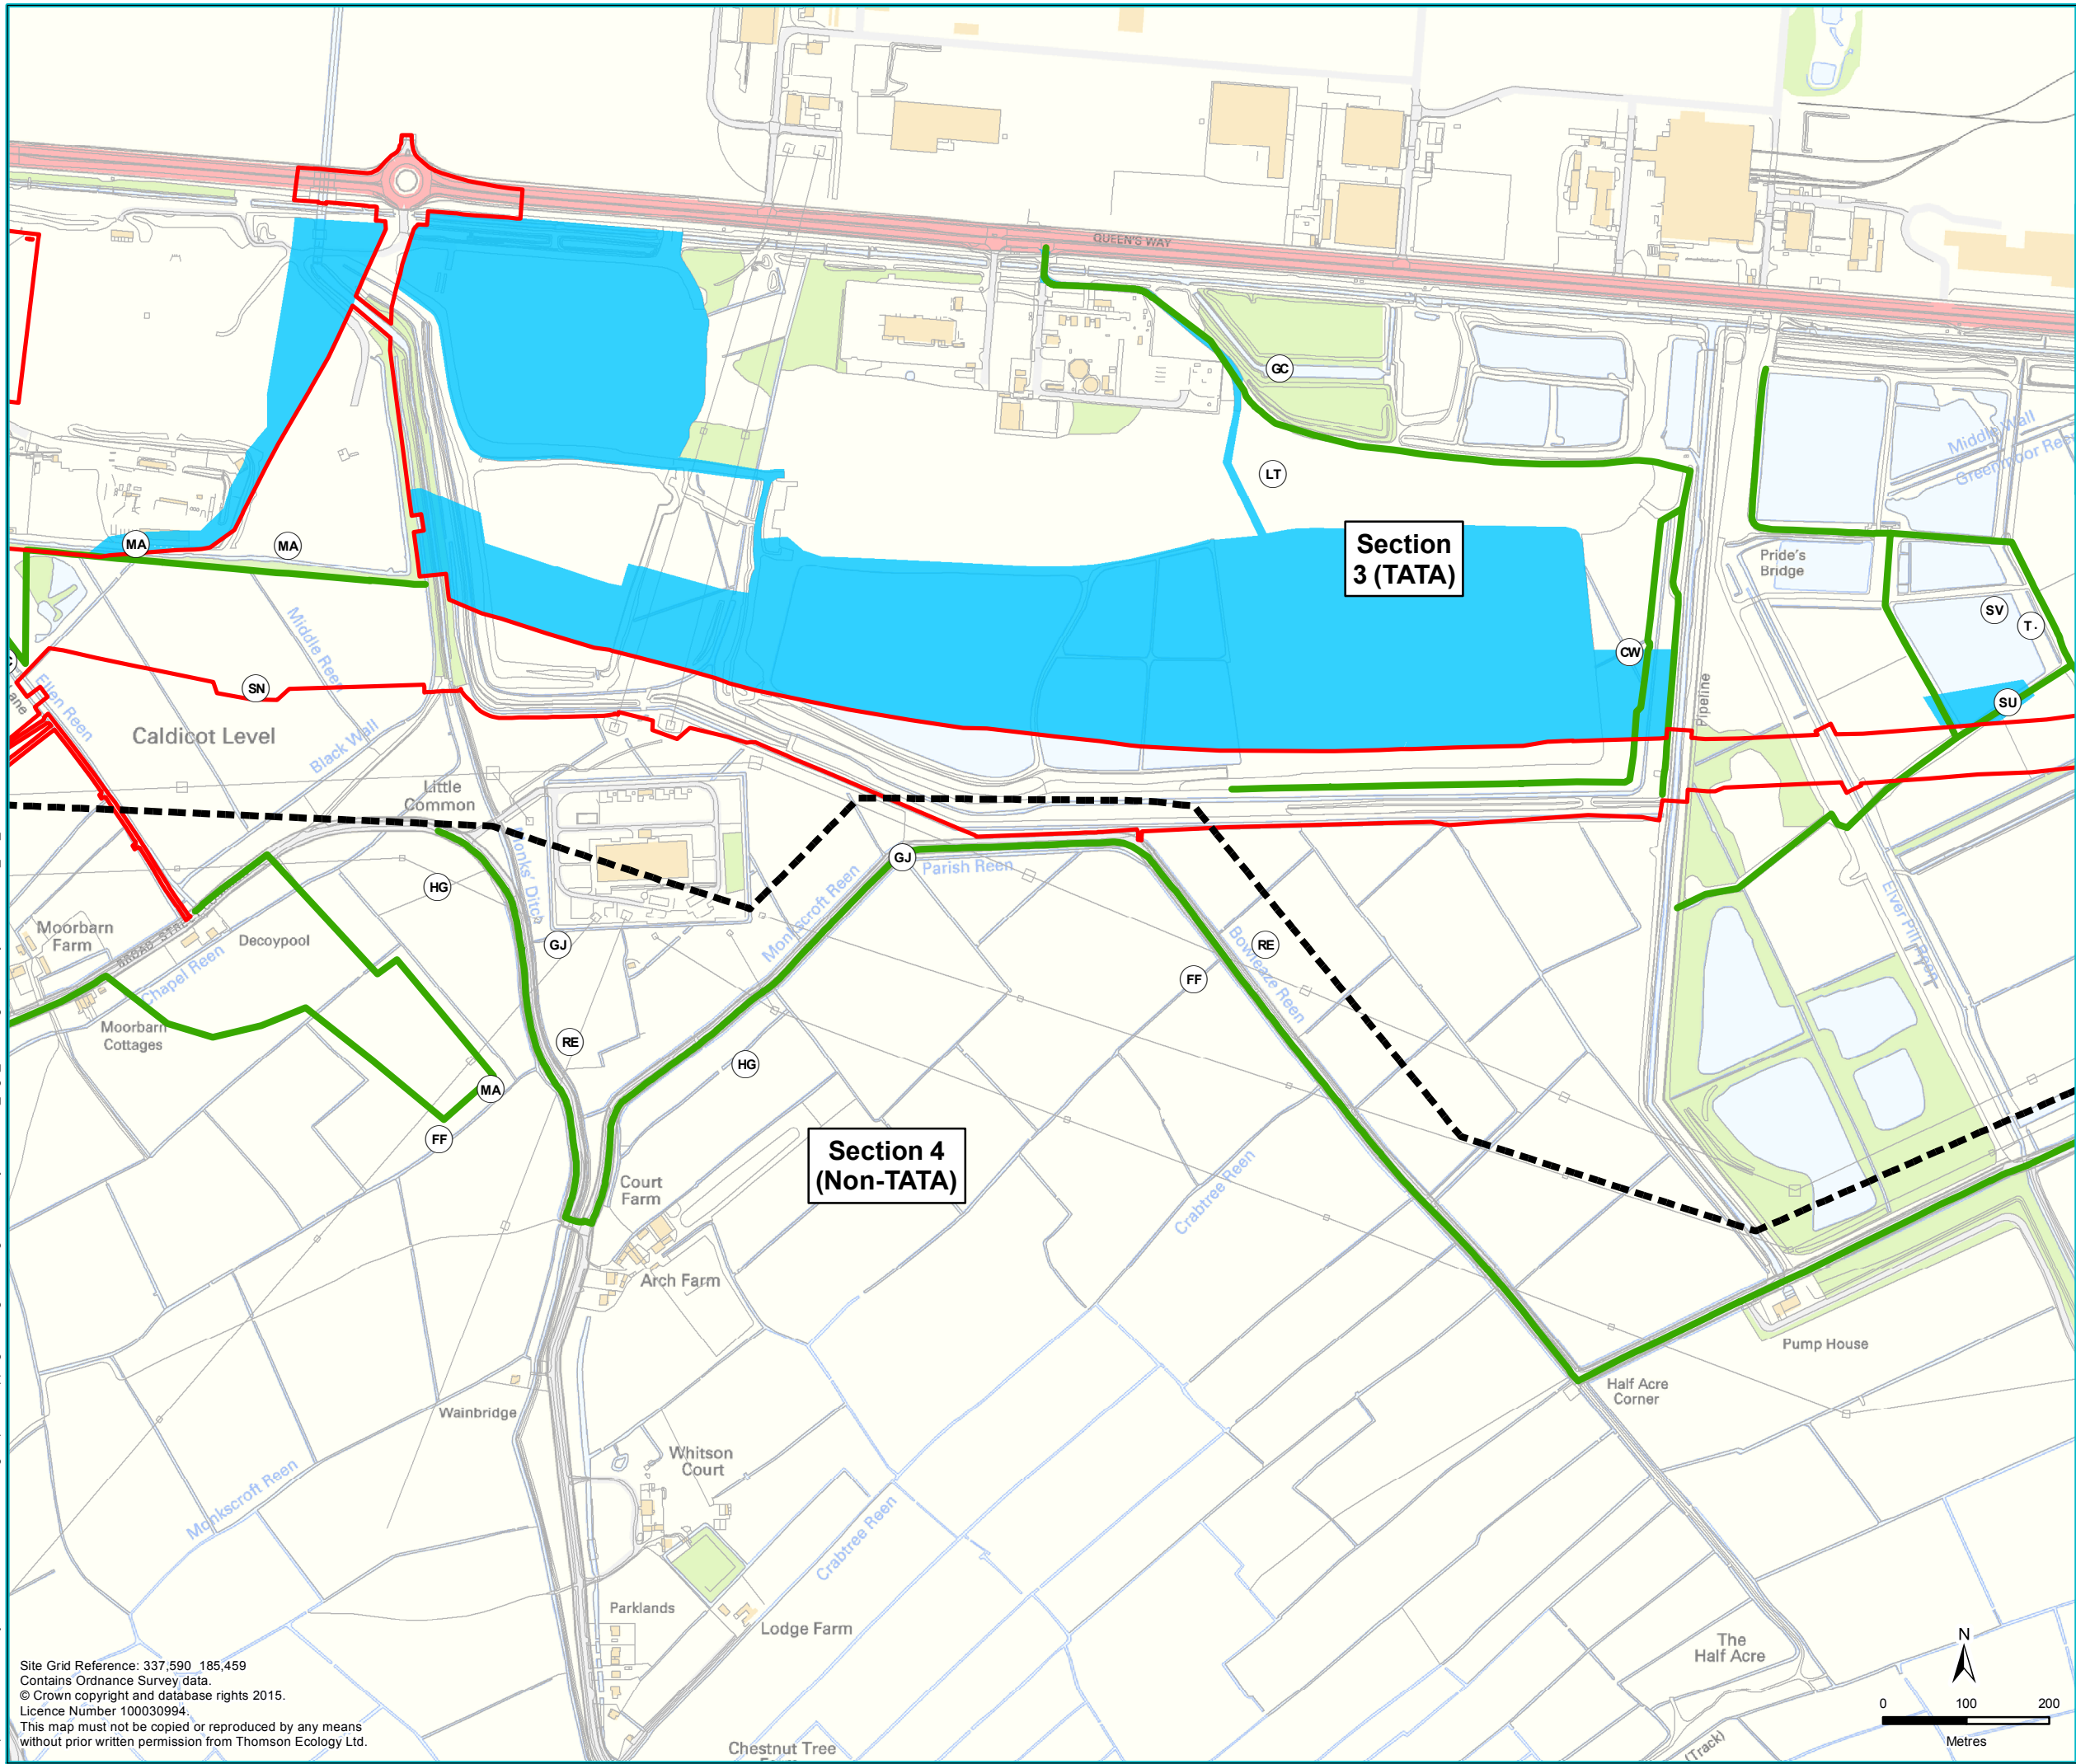 QUEEN'S WAY
GC
Middle Wall
Greenmoor Reen
LT
Section
3 (TATA)
MA
MA
Pride's
Bridge
SV
T.
Middle Reen
CW
SN
Ellen Reen
SU
Pipeline
Caldicot Level
Black Wall
Little
Common
Monks' Ditch
GJ
Parish Reen
HG
Monkscroft Reen
Elver Pill Reen
Moorbarn
Farm
Decoypool
GJ
RE
Bowleaze Reen
FF
Chapel Reen
Moorbarn
Cottages
RE
HG
MA
FF
Section 4
(Non-TATA)
Court
Farm
Crabtree Reen
Arch Farm
Pump House
Half Acre
Corner
Wainbridge
Whitson
Court
Monkscroft Reen
Crabtree Reen
Parklands
Lodge Farm
The
Half Acre
N
Site Grid Reference: 337,590 185,459
Contains Ordnance Survey data.
© Crown copyright and database rights 2015.
Licence Number 100030994.
This map must not be copied or reproduced by any means
without prior written permission from Thomson Ecology Ltd.
0 100 200
Metres
(Track)
Chestnut Tree